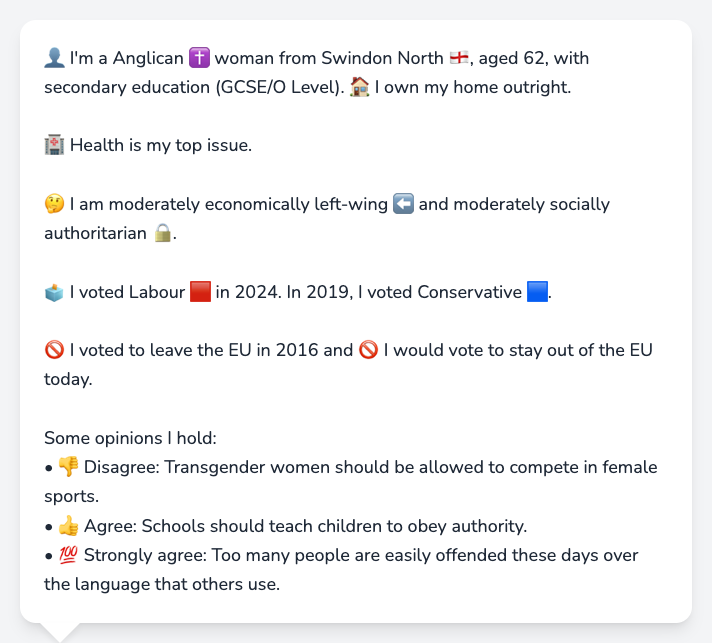 👤 I'm a Anglican ✝️ woman from Swindon North 🏴󠁧󠁢󠁥󠁮󠁧󠁿, aged 62, with
secondary education (GCSE/O Level). 🏠 I own my home outright.
🏥 Health is my top issue.
🤔 I am moderately economically left-wing ⬅️ and moderately socially
authoritarian 🔒.
🗳️ I voted Labour 🟥 in 2024. In 2019, I voted Conservative 🟦.
🚫 I voted to leave the EU in 2016 and 🚫 I would vote to stay out of the EU
today.
Some opinions I hold:
• 👎 Disagree: Transgender women should be allowed to compete in female
sports.
• 👍 Agree: Schools should teach children to obey authority.
• 💯 Strongly agree: Too many people are easily offended these days over
the language that others use.